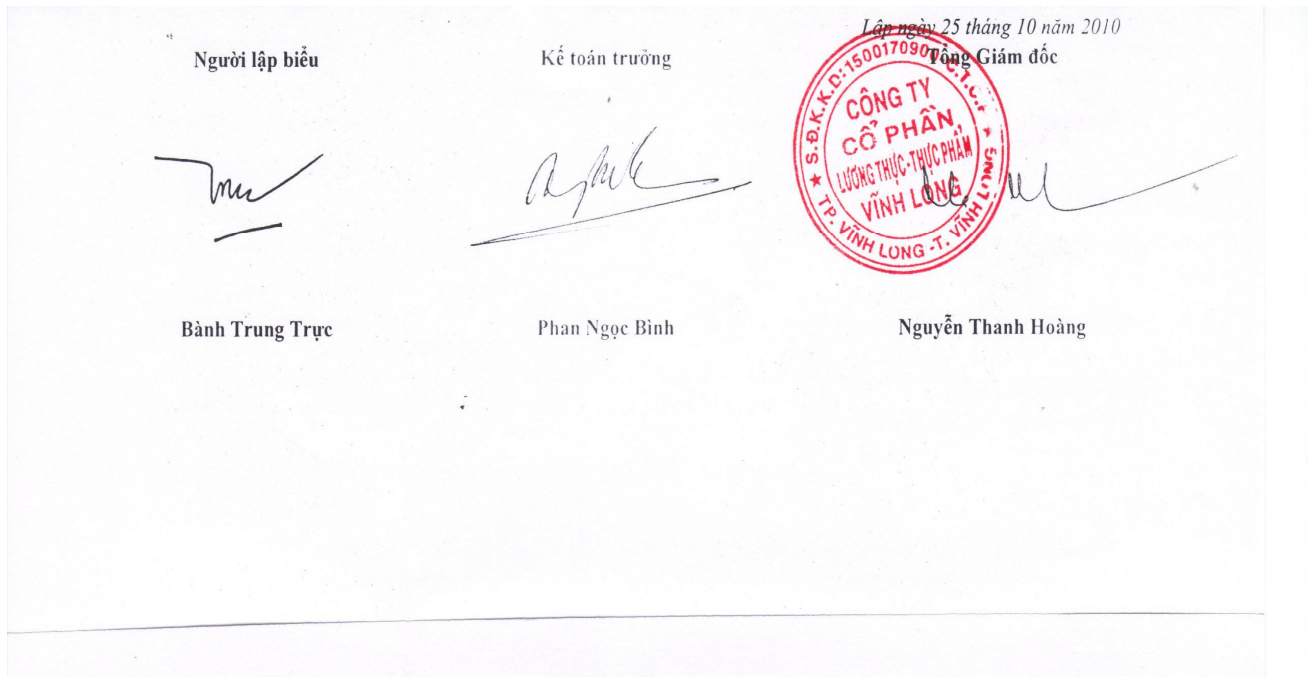 Lập ngày 25 tháng 10 năm 2010
Người lập biểu
Kế toán trưởng
Tổng Giám đốc
S.Đ.K.K.D:1500170900 C.T.C.P
CÔNG TY
CỔ PHẦN
LƯƠNG THỰC-THỰC PHẨM
VĨNH LONG
TP. VĨNH LONG -T. VĨNH LONG
Bành Trung Trực
Phan Ngọc Bình
Nguyễn Thanh Hoàng